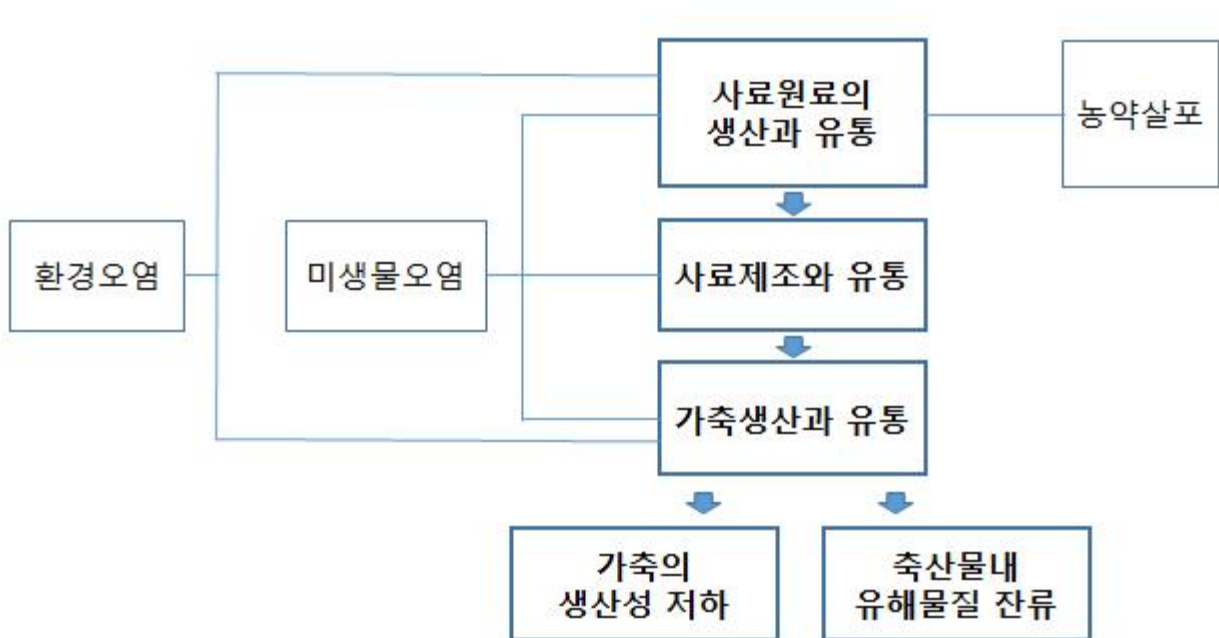 사료원료의
생산과 유통
농약살포
환경오염
미생물오염
사료제조와 유통
가축생산과 유통
가축의
생산성 저하
축산물내
유해물질 잔류